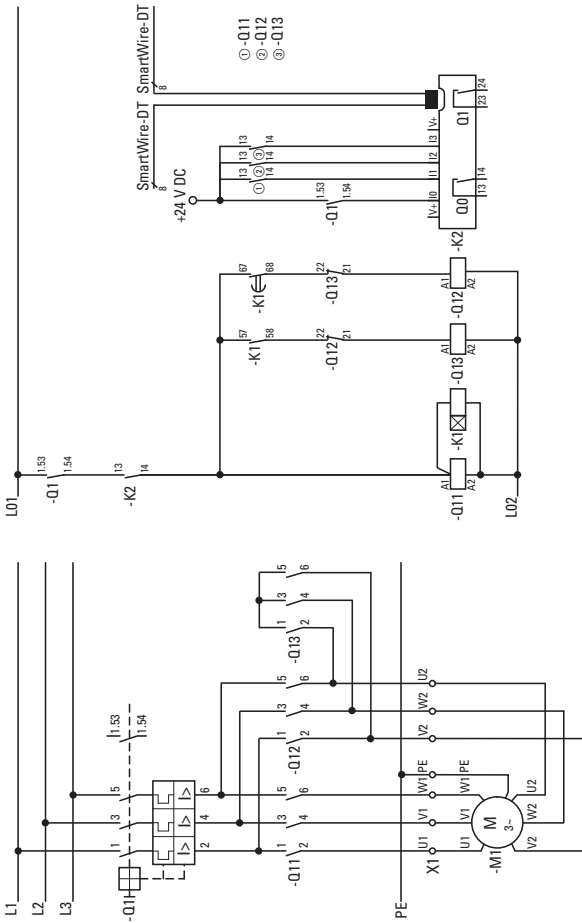 L01
-Q1
1.53
1.54
-K2
13
14
-K1
57
58
-K1
67
68
-Q12
22
21
-Q13
22
21
-Q11
A1
A2
-K1
-Q13
A1
A2
-Q12
A1
A2
L02
SmartWire-DT
8
SmartWire-DT
8
+24 V DC
13 13 13
① ② ③
14 14 14
① -Q11
② -Q12
③ -Q13
-Q1
1.53
1.54
-K2
V+ I0 I1 I2 I3 V+
Q0
13 14
Q1
23 24
L1
L2
L3
-Q1
1 3 5
1.53
1.54
I> I> I>
2 4 6
-Q11
1 3 5
2 4 6
-Q12
1 3 5
2 4 6
-Q13
1 3 5
2 4 6
PE
X1
U1 V1 W1 PE V2 W2 U2
U1 V1 W1 PE
-M1
M
3~
V2 W2 U2